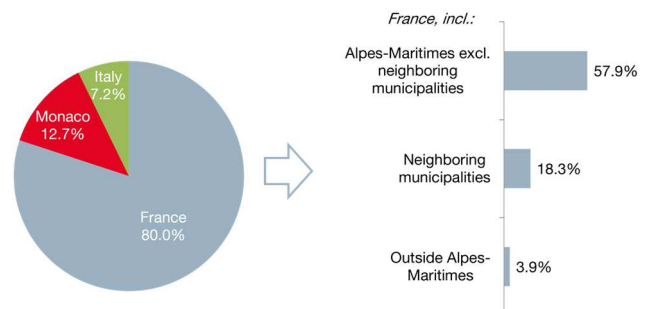 Italy
7.2%
Monaco
12.7%
France
80.0%
France, incl.:
Alpes-Maritimes excl.
neighboring
municipalities
57.9%
Neighboring
municipalities
18.3%
Outside Alpes-
Maritimes
3.9%